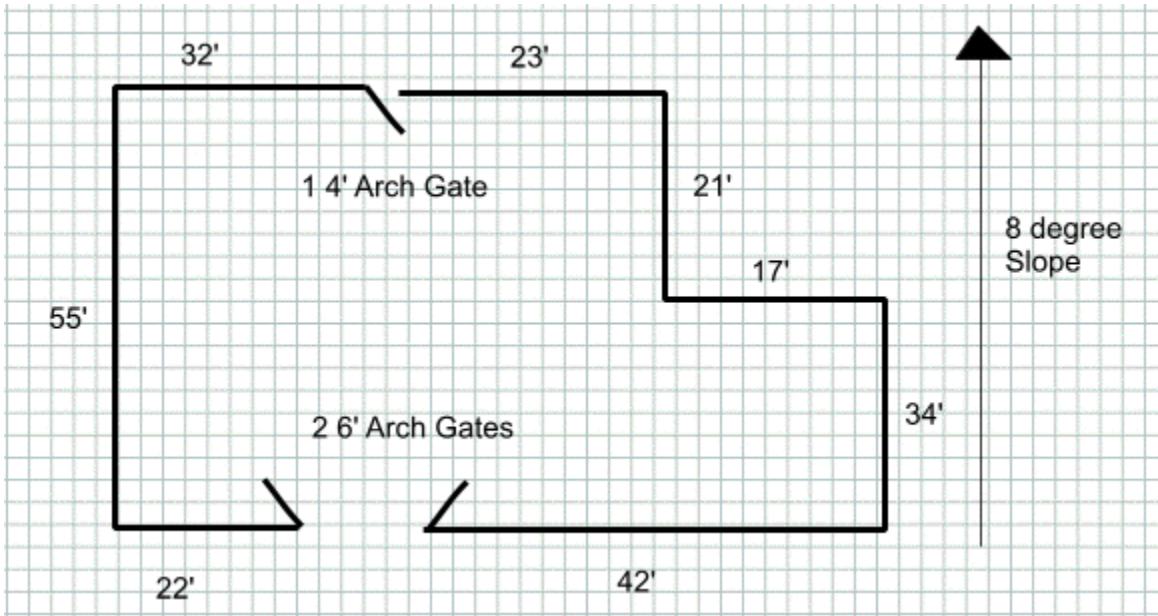 32'
23'
1 4' Arch Gate
21'
8 degree
Slope
17'
55'
34'
2 6' Arch Gates
22'
42'